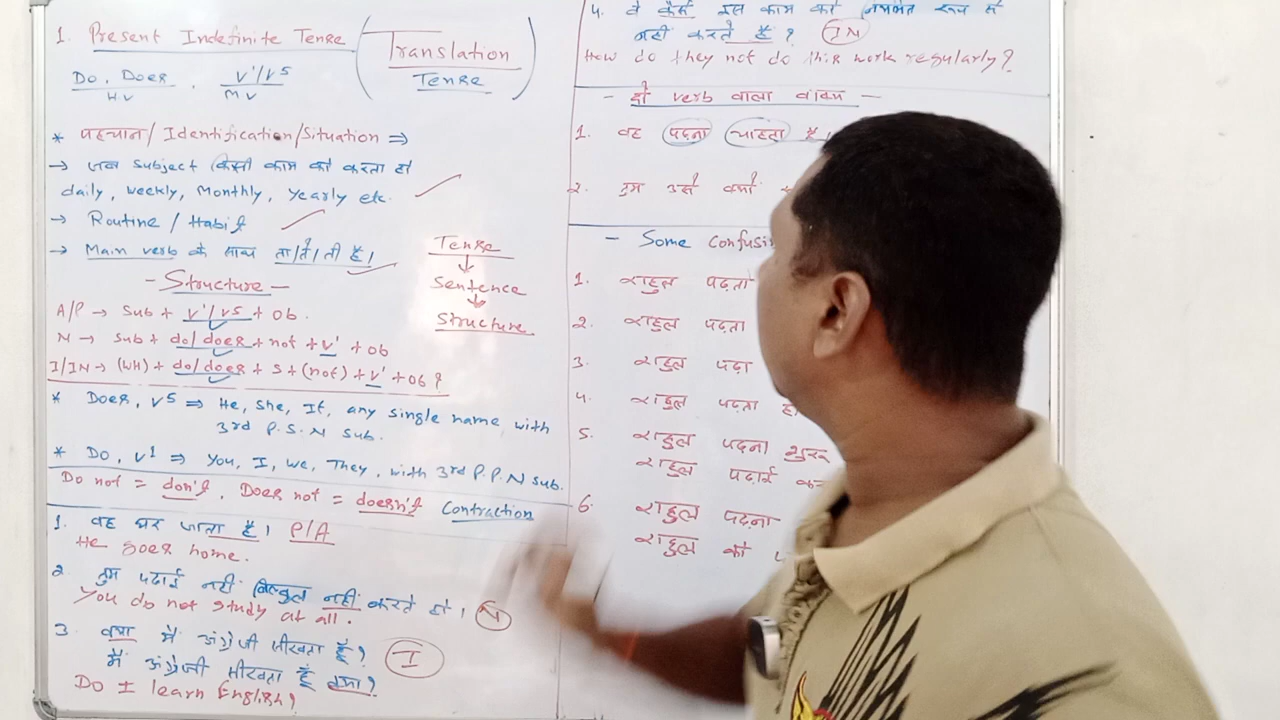 1. Present Indefinite Tense
Translation
Tense
Do, Does . V¹/V⁵
HV MV
* पहचान/Identification/Situation ⇒
→ जब Subject किसी काम को करता हो
daily, weekly, Monthly, Yearly etc.
→ Routine / Habit
→ Main verb के साथ ता/ते/ती है।
Tense
↓
Sentence
↓
Structure
- Structure -
A/P → Sub + V¹/V⁵ + Ob.
N → Sub + do/does + not + V¹ + Ob
I/IN → (WH) + do/does + S + (not) + V¹ + Ob ?
* Does, V⁵ ⇒ He, She, It, any single name, with
3rd P.S.N sub.
* Do, V¹ ⇒ You, I, We, They, with 3rd P.P.N sub.
Do not = don't, Does not = doesn't Contraction
1. वह घर जाता है। P/A
He goes home.
2. तुम पढ़ाई नहीं बिल्कुल नहीं करते हो। N
You do not study at all.
3. क्या मैं अंग्रेजी सीखता हूँ?
मैं अंग्रेजी सीखता हूँ क्या? I
Do I learn English?
4. वे कैसे इस काम को नियमित रूप से
नहीं करते हैं? IN
How do they not do this work regularly?
- दो verb वाला वाक्य -
1. वह पढ़ना चाहता है
2. तुम उसे क्यों
- Some confusi
1. राहुल पढ़ता
2. राहुल पढ़ता
3. राहुल पढ़ा
4. राहुल पढ़ता हो
5. राहुल पढ़ना शुरू
राहुल पढ़ाई कर
6. राहुल पढ़ना
राहुल को